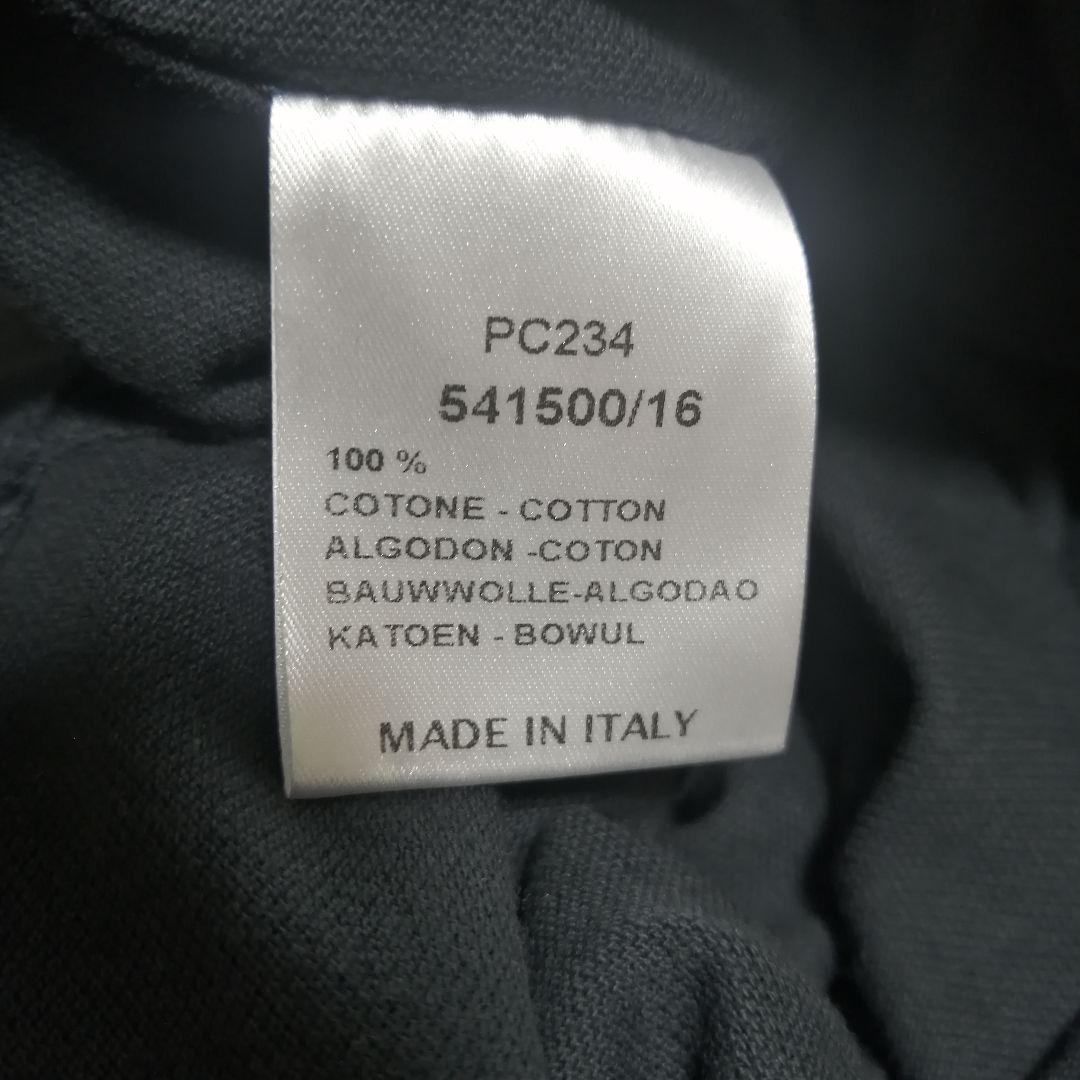 PC234
541500/16
100 %
COTONE - COTTON
ALGODON -COTON
BAUWWOLLE-ALGODAO
KATOEN - BOWUL
MADE IN ITALY